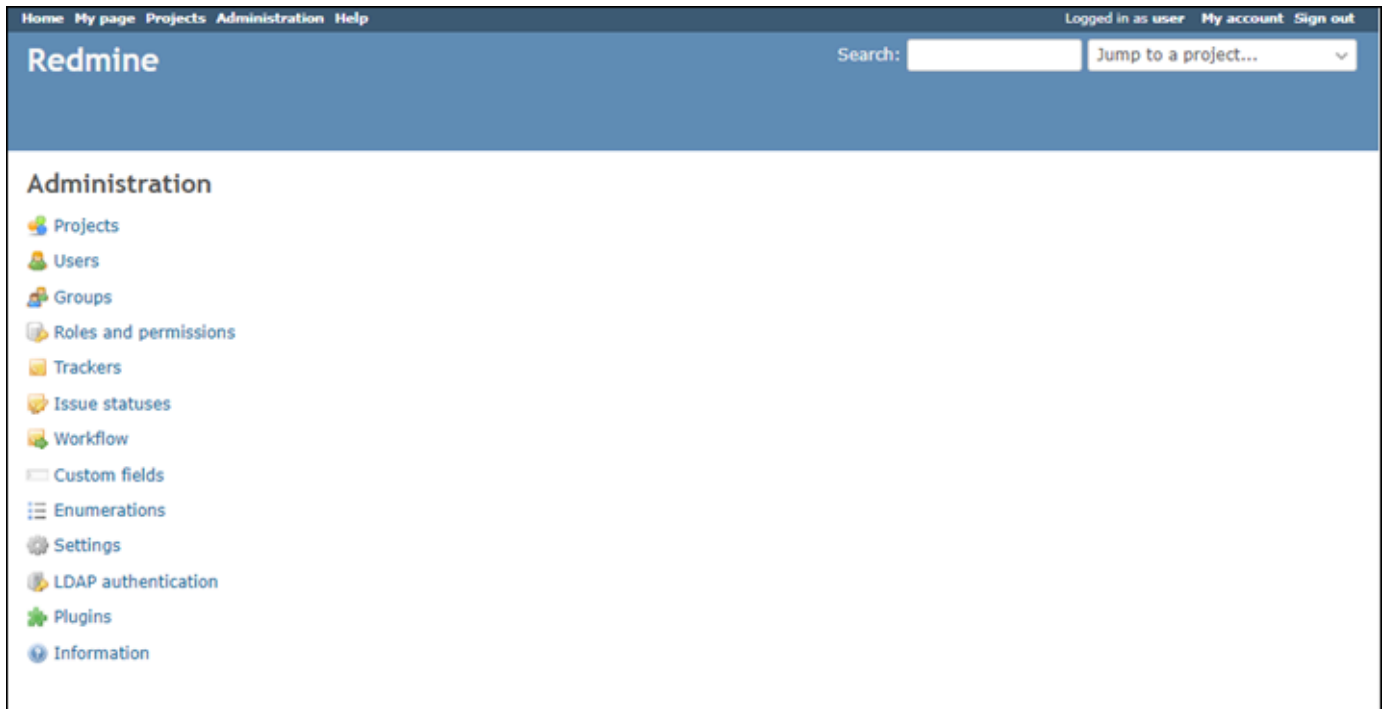 Home My page Projects Administration Help Logged in as user My account Sign out
Redmine Search: Jump to a project...
Administration
Projects
Users
Groups
Roles and permissions
Trackers
Issue statuses
Workflow
Custom fields
Enumerations
Settings
LDAP authentication
Plugins
Information